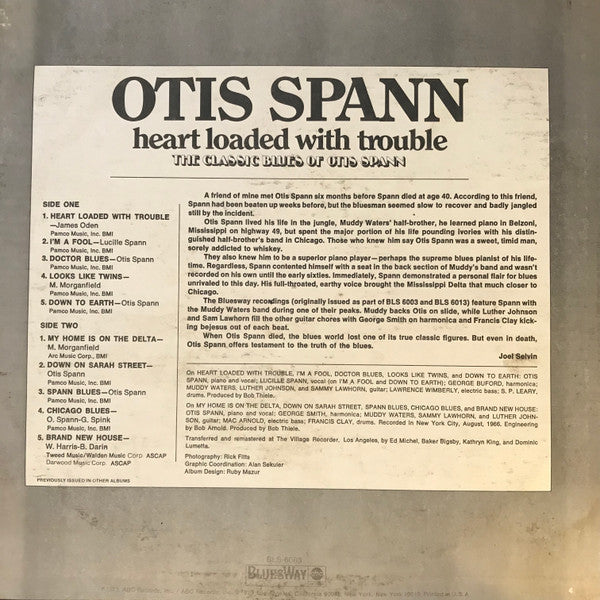 OTIS SPANN
heart loaded with trouble
THE CLASSIC BLUES OF OTIS SPANN
SIDE ONE
1. HEART LOADED WITH TROUBLE
—James Oden
Pamco Music, Inc. BMI
2. I'M A FOOL—Lucille Spann
Pamco Music, Inc. BMI
3. DOCTOR BLUES—Otis Spann
Pamco Music, Inc. BMI
4. LOOKS LIKE TWINS—
M. Morganfield
Pamco Music, Inc. BMI
5. DOWN TO EARTH—Otis Spann
Pamco Music, Inc. BMI
SIDE TWO
1. MY HOME IS ON THE DELTA—
M. Morganfield
Arc Music Corp. BMI
2. DOWN ON SARAH STREET—
Otis Spann
Pamco Music, Inc. BMI
3. SPANN BLUES—Otis Spann
Pamco Music, Inc. BMI
4. CHICAGO BLUES—
O. Spann-G. Spink
Pamco Music, Inc. BMI
5. BRAND NEW HOUSE—
W. Harris-B. Darin
Tweed Music/Walden Music Corp. ASCAP
Darwood Music Corp. ASCAP
PREVIOUSLY ISSUED IN OTHER ALBUMS
A friend of mine met Otis Spann six months before Spann died at age 40. According to this friend,
Spann had been beaten up weeks before, but the bluesman seemed slow to recover and badly jangled
still by the incident.
Otis Spann lived his life in the jungle, Muddy Waters' half-brother, he learned piano in Belzoni,
Mississippi on highway 49, but spent the major portion of his life pounding ivories with his distin-
guished half-brother's band in Chicago. Those who knew him say Otis Spann was a sweet, timid man,
sorely addicted to whiskey.
They also knew him to be a superior piano player—perhaps the supreme blues pianist of his life-
time. Regardless, Spann contented himself with a seat in the back section of Muddy's band and wasn't
recorded on his own until the early sixties. Immediately, Spann demonstrated a personal flair for blues
unrivaled to this day. His full-throated, earthy voice brought the Mississippi Delta that much closer to
Chicago.
The Bluesway recordings (originally issued as part of BLS 6003 and BLS 6013) feature Spann with
the Muddy Waters band during one of their peaks. Muddy backs Otis on slide, while Luther Johnson
and Sam Lawhorn fill the other guitar chores with George Smith on harmonica and Francis Clay kick-
ing bejesus out of each beat.
When Otis Spann died, the blues world lost one of its true classic figures. But even in death,
Otis Spann offers testament to the truth of the blues.
Joel Selvin
On HEART LOADED WITH TROUBLE, I'M A FOOL, DOCTOR BLUES, LOOKS LIKE TWINS, and DOWN TO EARTH: OTIS
SPANN, piano and vocal; LUCILLE SPANN, vocal (on I'M A FOOL and DOWN TO EARTH); GEORGE BUFORD, harmonica;
MUDDY WATERS, LUTHER JOHNSON, and SAMMY LAWHORN, guitar; LAWRENCE WIMBERLY, electric bass; S. P. LEARY,
drums. Produced by Bob Thiele.
On MY HOME IS ON THE DELTA, DOWN ON SARAH STREET, SPANN BLUES, CHICAGO BLUES, and BRAND NEW HOUSE:
OTIS SPANN, piano and vocal; GEORGE SMITH, harmonica; MUDDY WATERS, SAMMY LAWHORN, and LUTHER JOHN-
SON, guitar; MAC ARNOLD, electric bass; FRANCIS CLAY, drums. Recorded in New York City, August, 1966. Engineering
by Bob Arnold. Produced by Bob Thiele.
Transferred and remastered at The Village Recorder, Los Angeles, by Ed Michel, Baker Bigsby, Kathryn King, and Dominic
Lumetta.
Photography: Rick Fitts
Graphic Coordination: Alan Sekuler
Album Design: Ruby Mazur
BLS-6063
BLUESWAY
ABC Records, Inc. / ABC Records, Inc. California 90048 New York 10019 Printed in U.S.A